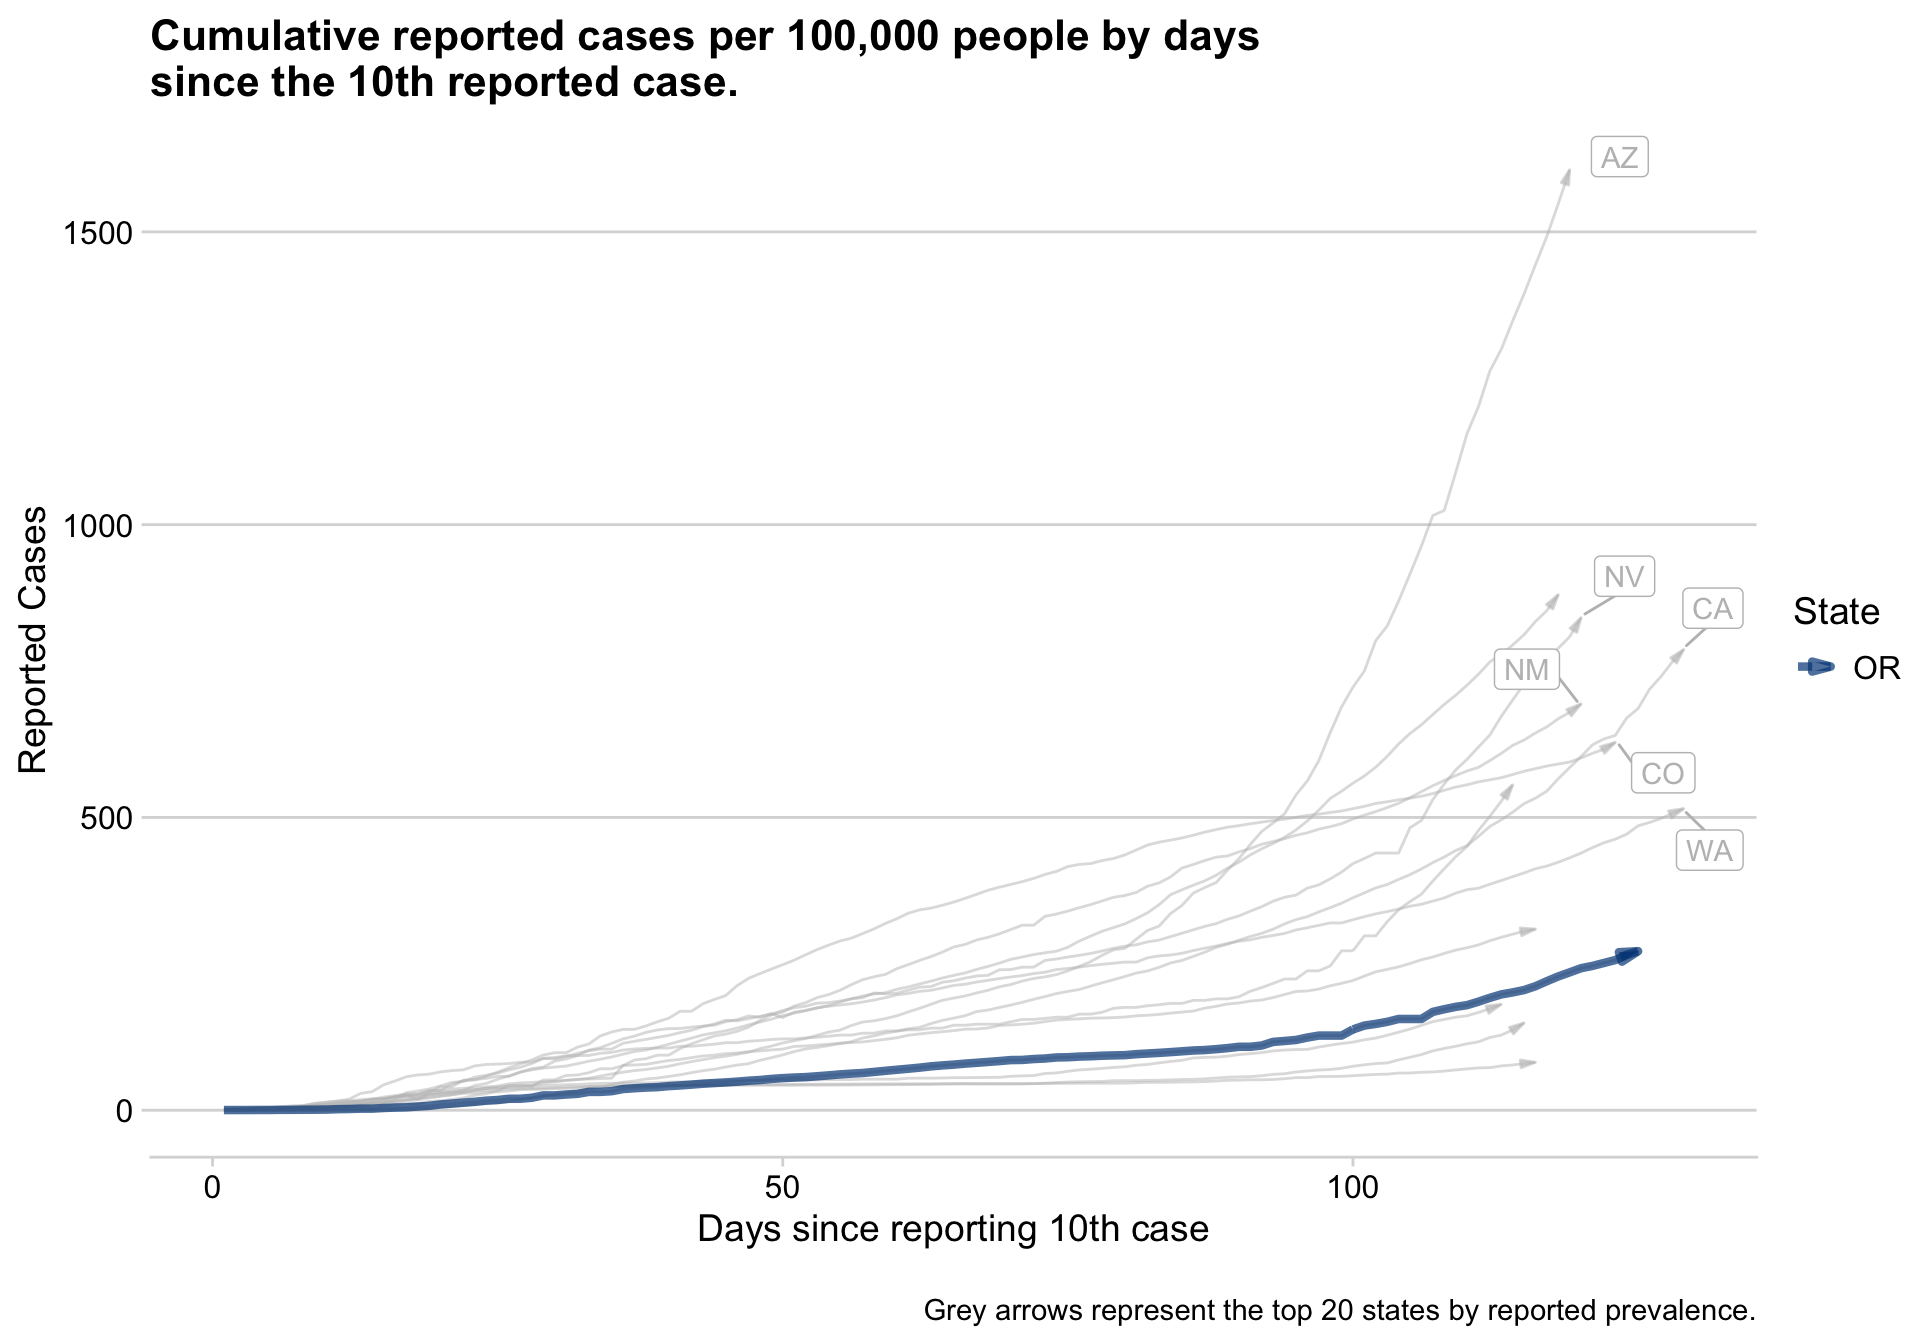 Cumulative reported cases per 100,000 people by days
since the 10th reported case.
AZ
1500
1000
NV
CA
NM
CO
500
WA
0
Reported Cases
State
OR
0 50 100
Days since reporting 10th case
Grey arrows represent the top 20 states by reported prevalence.